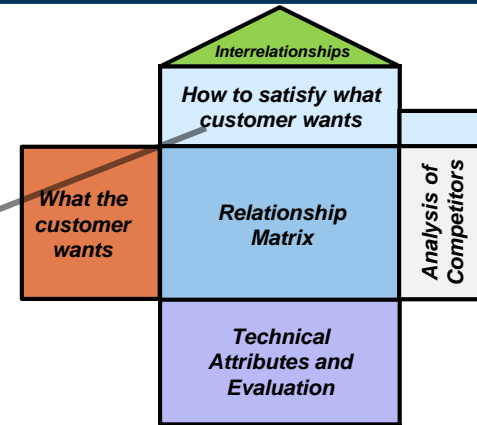 Interrelationships
How to satisfy what
customer wants
What the
customer
wants
Relationship
Matrix
Analysis of
Competitors
Technical
Attributes and
Evaluation